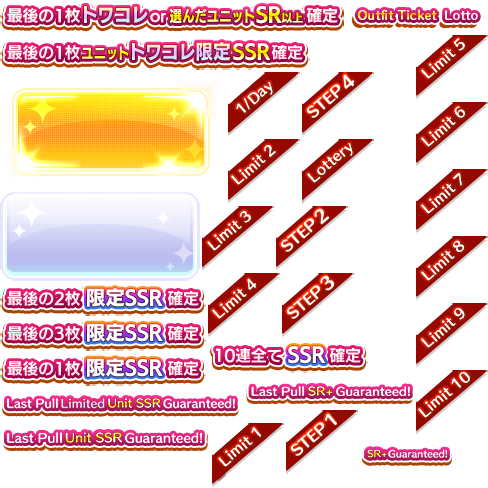 最後の1枚トワコレor選んだユニットSR以上確定
Outfit Ticket Lotto
最後の1枚ユニットトワコレ限定SSR確定
Limit 5
1/Day
STEP 4
Limit 6
Limit 2
Lottery
Limit 7
Limit 3
STEP 2
Limit 8
Limit 4
STEP 3
最後の2枚限定SSR確定
Limit 9
最後の3枚限定SSR確定
10連全てSSR確定
最後の1枚限定SSR確定
Limit 10
Last Pull SR+ Guaranteed!
Last Pull Limited Unit SSR Guaranteed!
Last Pull Unit SSR Guaranteed!
Limit 1
STEP 1
SR+ Guaranteed!